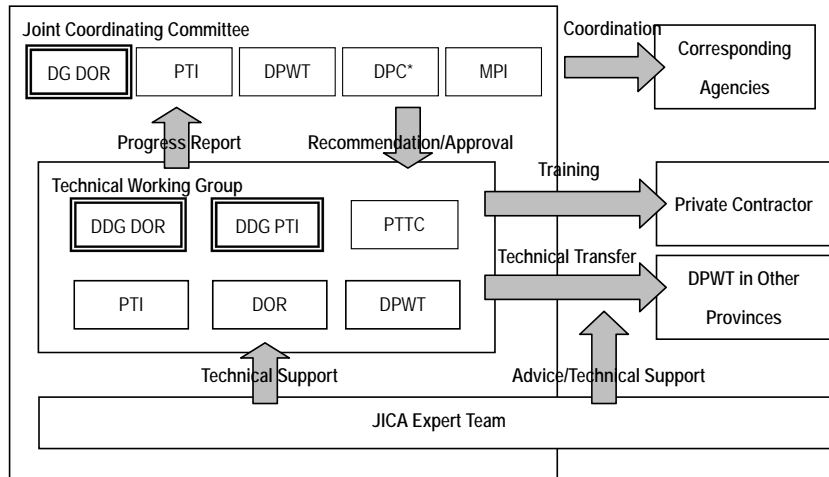 Joint Coordinating Committee
Coordination
DG DOR
PTI
DPWT
DPC*
MPI
Corresponding
Agencies
Progress Report
Recommendation/Approval
Technical Working Group
Training
DDG DOR
DDG PTI
PTTC
Private Contractor
Technical Transfer
PTI
DOR
DPWT
DPWT in Other
Provinces
Technical Support
Advice/Technical Support
JICA Expert Team